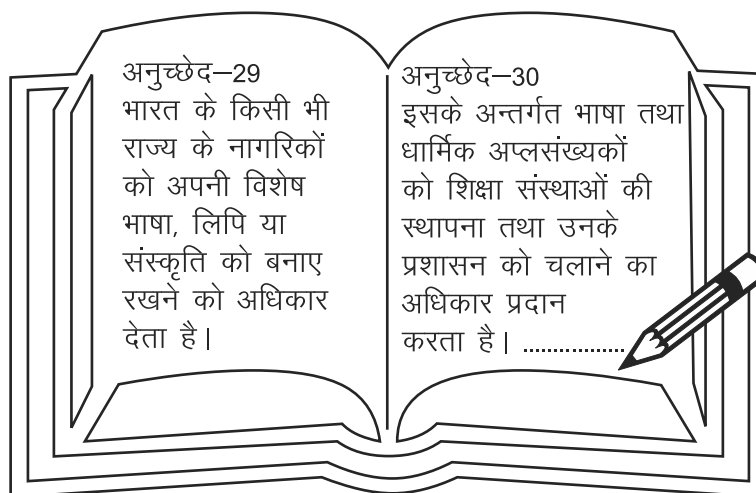 अनुच्छेद–29
भारत के किसी भी
राज्य के नागरिकों
को अपनी विशेष
भाषा, लिपि या
संस्कृति को बनाए
रखने को अधिकार
देता है।
अनुच्छेद–30
इसके अन्तर्गत भाषा तथा
धार्मिक अप्लसंख्यकों
को शिक्षा संस्थाओं की
स्थापना तथा उनके
प्रशासन को चलाने का
अधिकार प्रदान
करता है। .................